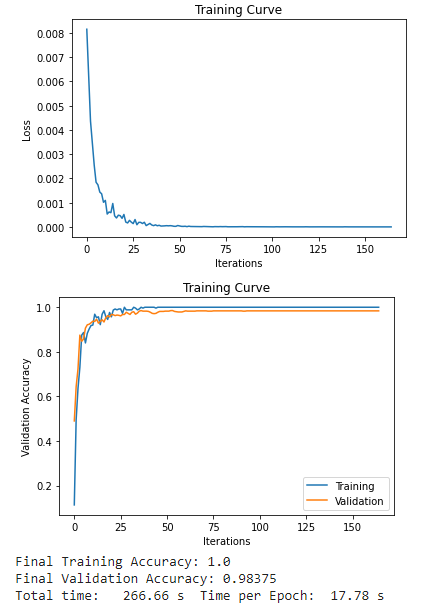 Training Curve
0.008
0.007
0.006
0.005
0.004
0.003
0.002
0.001
0.000
Loss
0 25 50 75 100 125 150
Iterations
Training Curve
1.0
0.8
0.6
0.4
0.2
Validation Accuracy
Training
Validation
0 25 50 75 100 125 150
Iterations
Final Training Accuracy: 1.0
Final Validation Accuracy: 0.98375
Total time: 266.66 s Time per Epoch: 17.78 s